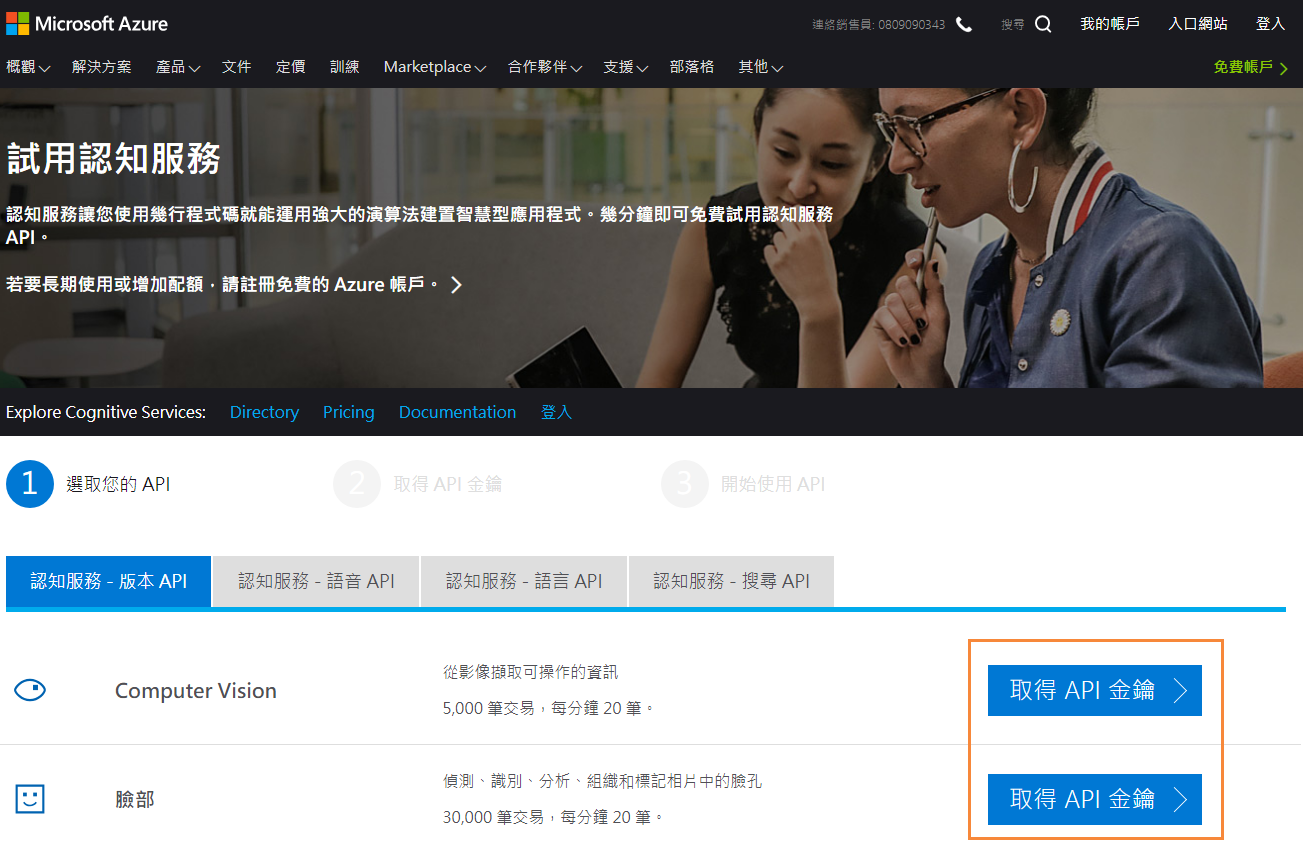 Microsoft Azure
連絡銷售員: 0809090343
搜尋
我的帳戶
入口網站
登入
概觀
解決方案
產品
文件
定價
訓練
Marketplace
合作夥伴
支援
部落格
其他
免費帳戶
試用認知服務
認知服務讓您使用幾行程式碼就能運用強大的演算法建置智慧型應用程式。幾分鐘即可免費試用認知服務
API。
若要長期使用或增加配額，請註冊免費的 Azure 帳戶。
Explore Cognitive Services:
Directory
Pricing
Documentation
登入
1
選取您的 API
2
取得 API 金鑰
3
開始使用 API
認知服務 - 版本 API
認知服務 - 語音 API
認知服務 - 語言 API
認知服務 - 搜尋 API
Computer Vision
從影像擷取可操作的資訊
5,000 筆交易，每分鐘 20 筆。
取得 API 金鑰
臉部
偵測、識別、分析、組織和標記相片中的臉孔
30,000 筆交易，每分鐘 20 筆。
取得 API 金鑰